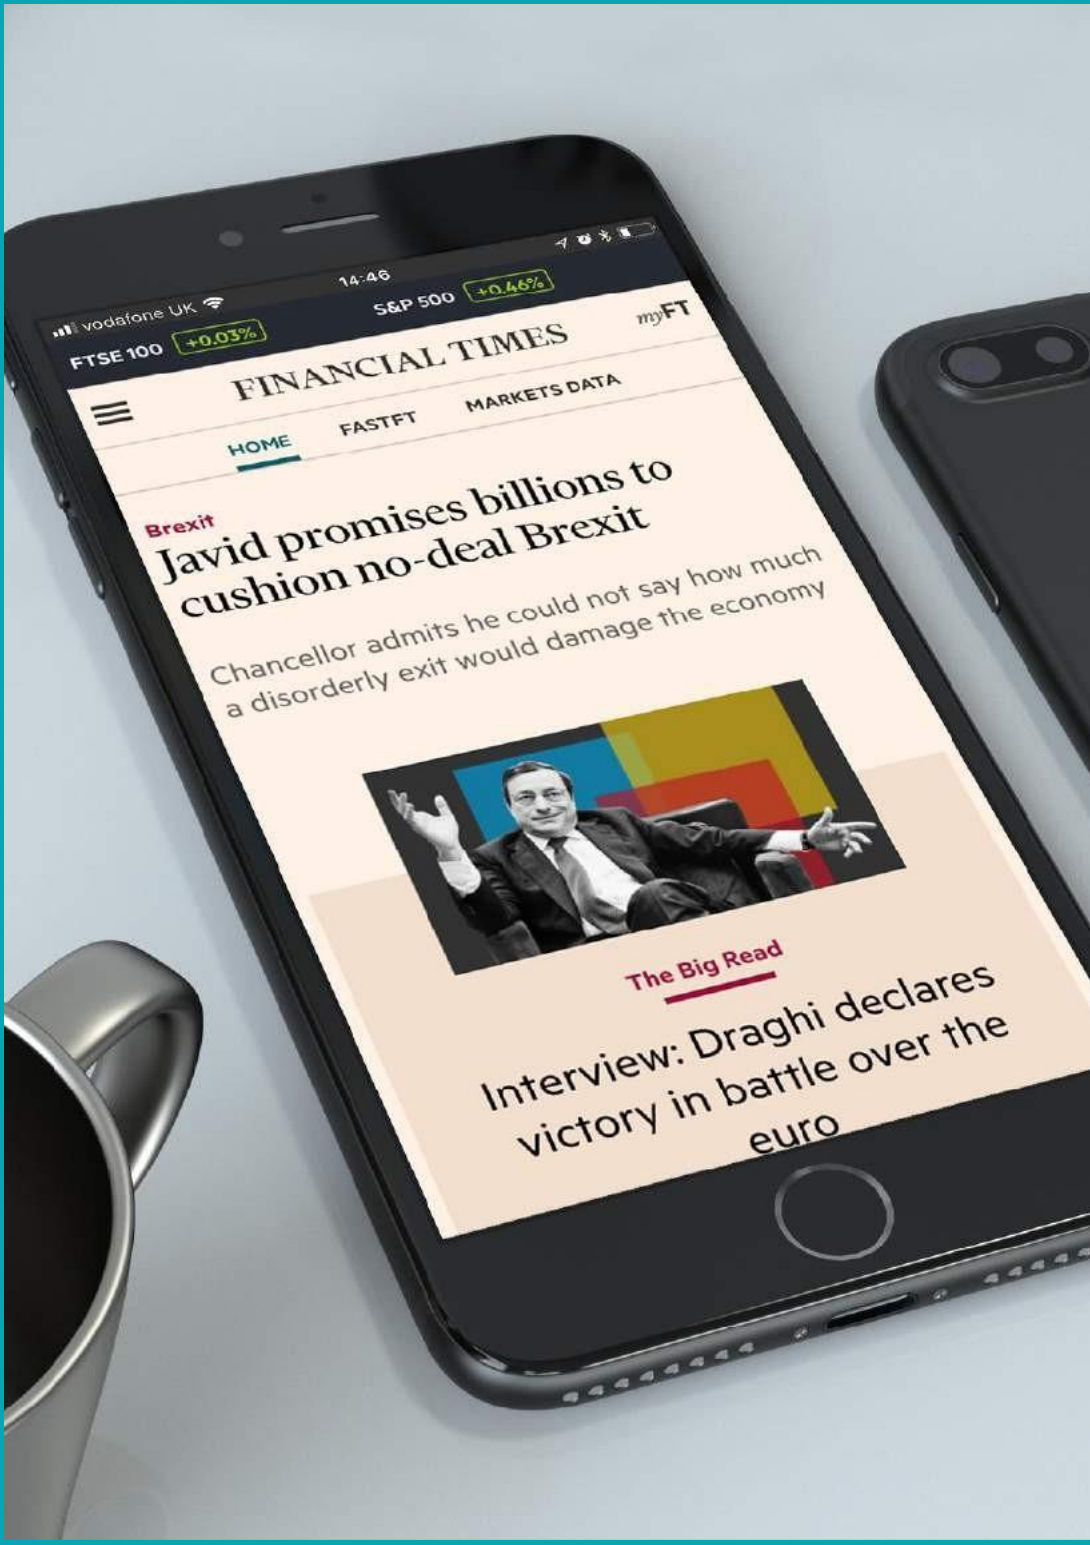 vodafone UK
14:46
FTSE 100 +0.03%
S&P 500 +0.46%
FINANCIAL TIMES
myFT
HOME
FASTFT
MARKETS DATA
Brexit
Javid promises billions to
cushion no-deal Brexit
Chancellor admits he could not say how much
a disorderly exit would damage the economy
The Big Read
Interview: Draghi declares
victory in battle over the
euro